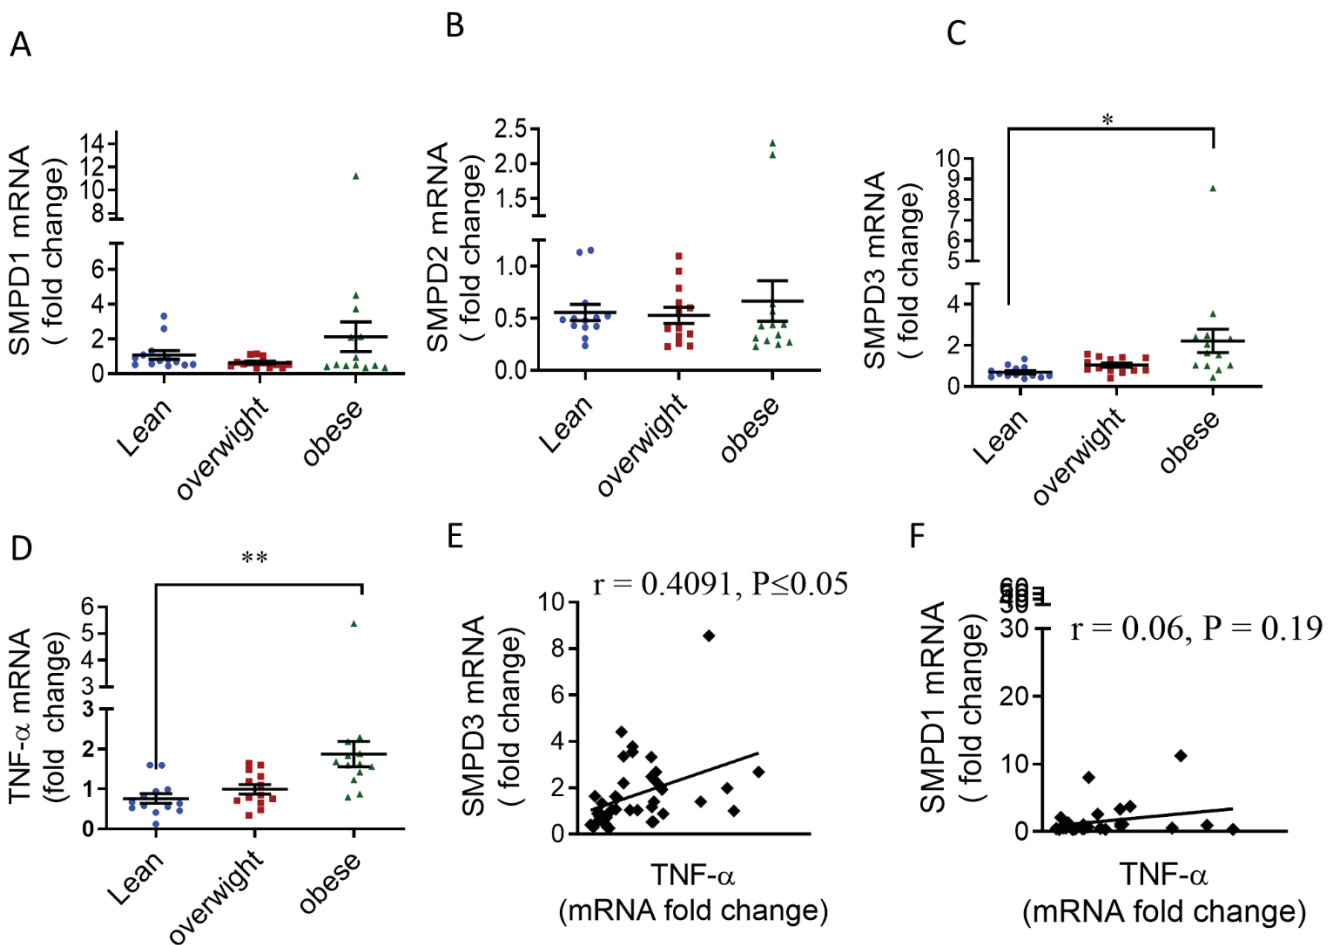 A
SMPD1 mRNA
( fold change)
14
12
10
8
6
4
2
0
Lean
overwight
obese
B
SMPD2 mRNA
( fold change)
2.5
2.0
1.5
1.0
0.5
0.0
Lean
overwight
obese
C
*
SMPD3 mRNA
( fold change)
10
9
8
7
6
5
4
2
0
Lean
overwight
obese
D
**
TNF-α mRNA
(fold change)
6
5
4
3
3
2
1
0
Lean
overwight
obese
E
r = 0.4091, P≤0.05
SMPD3 mRNA
( fold change)
10
8
6
4
2
0
TNF-α
(mRNA fold change)
F
r = 0.06, P = 0.19
SMPD1 mRNA
( fold change)
60
30
30
20
10
0
TNF-α
(mRNA fold change)